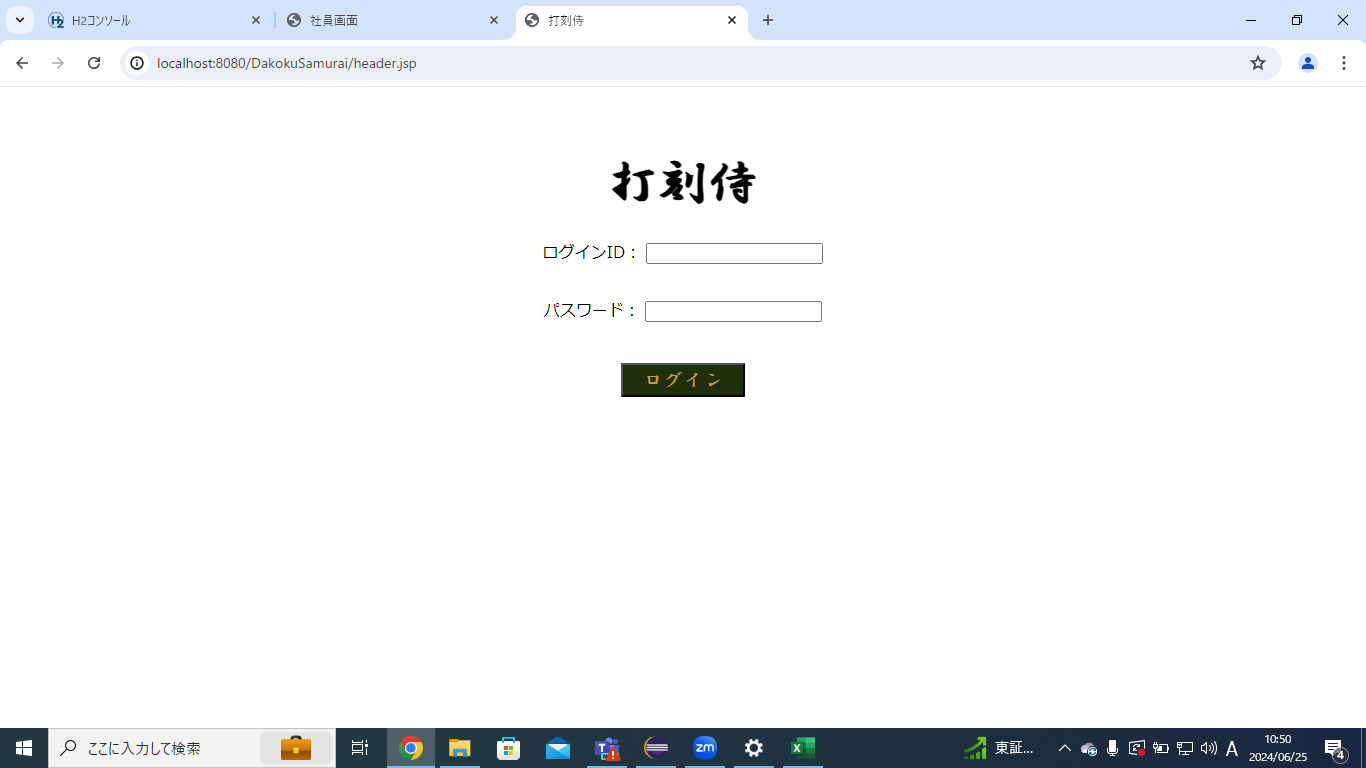 H2コンソール
社員画面
打刻侍
localhost:8080/DakokuSamurai/header.jsp
打刻侍
ログインID：
パスワード：
ログイン
ここに入力して検索
東証...
A
10:50
2024/06/25
4